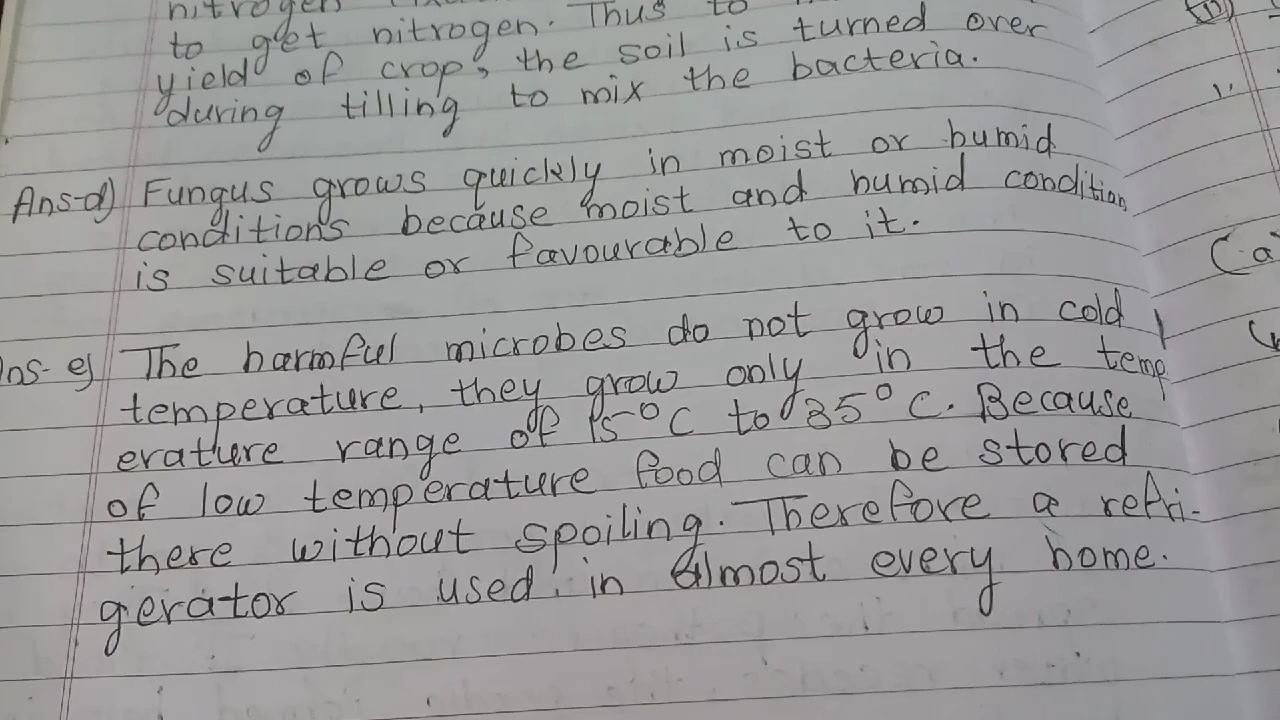 nitrogen
to get nitrogen. Thus to
yield of crop, the soil is turned over
during tilling to mix the bacteria.
Ans-d) Fungus grows quickly in moist or humid
conditions because moist and humid condition
is suitable or favourable to it.
Ans-e) The harmful microbes do not grow in cold
temperature, they grow only in the temp
erature range of 15°C to 35°C. Because
of low temperature food can be stored
there without spoiling. Therefore a refri-
gerator is used in almost every home.
(a